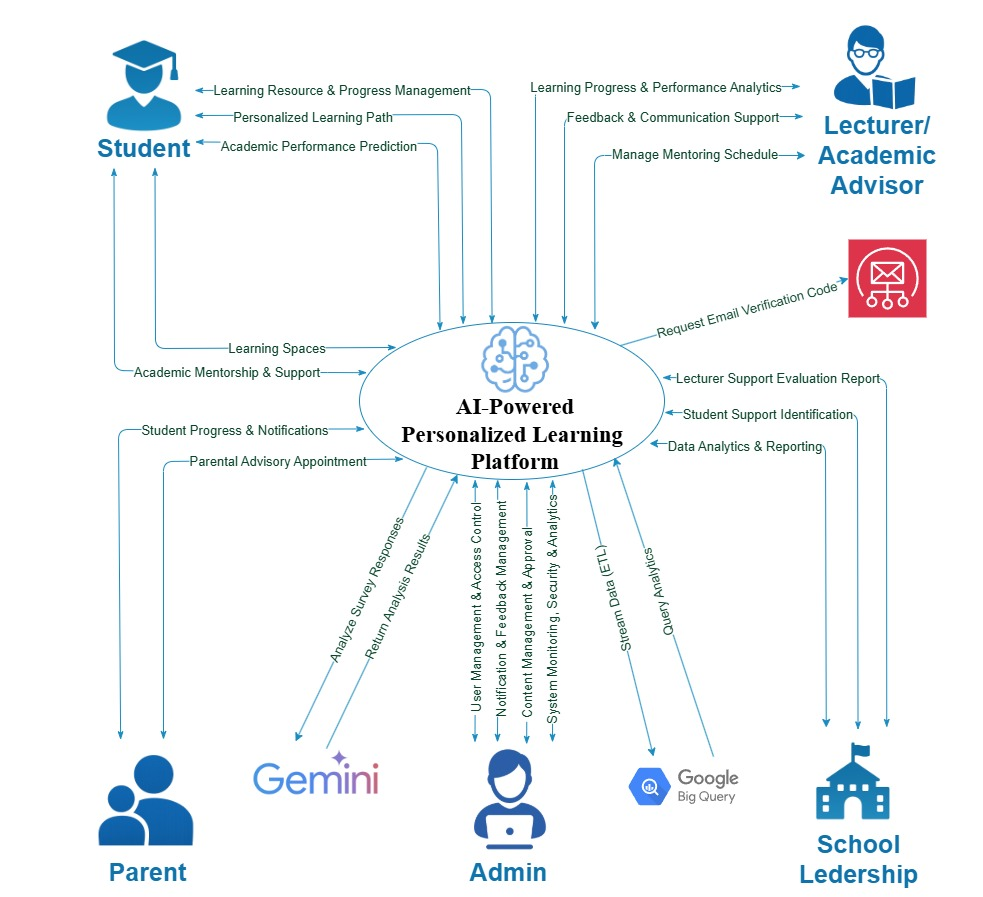 Learning Resource & Progress Management
Personalized Learning Path
Academic Performance Prediction
Student
Learning Progress & Performance Analytics
Feedback & Communication Support
Manage Mentoring Schedule
Lecturer/
Academic
Advisor
Request Email Verification Code
Learning Spaces
Academic Mentorship & Support
AI-Powered
Personalized Learning
Platform
Lecturer Support Evaluation Report
Student Support Identification
Data Analytics & Reporting
Student Progress & Notifications
Parental Advisory Appointment
Analyze Survey Responses
Return Analysis Results
User Management & Access Control
Notification & Feedback Management
Content Management & Approval
System Monitoring, Security & Analytics
Stream Data (ETL)
Query Analytics
Parent
Gemini
Admin
Google
Big Query
School
Ledership